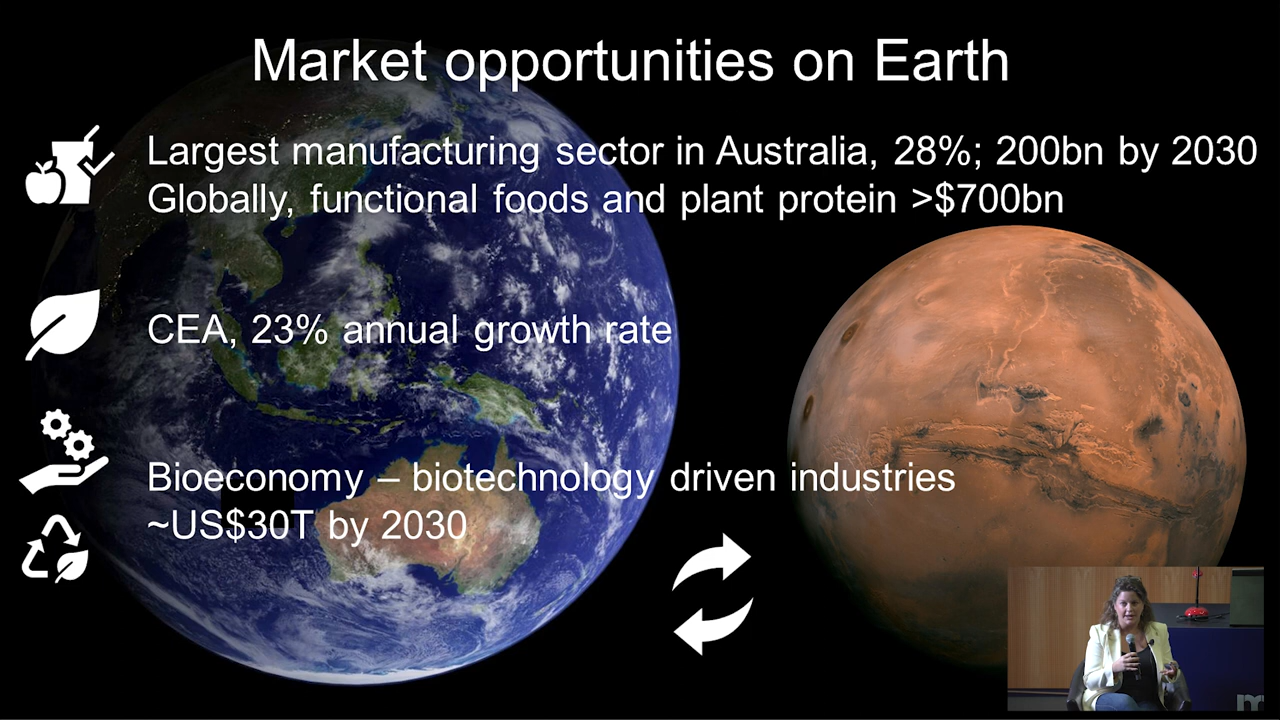 Market opportunities on Earth
Largest manufacturing sector in Australia, 28%; 200bn by 2030
Globally, functional foods and plant protein >$700bn
CEA, 23% annual growth rate
Bioeconomy – biotechnology driven industries
~US$30T by 2030